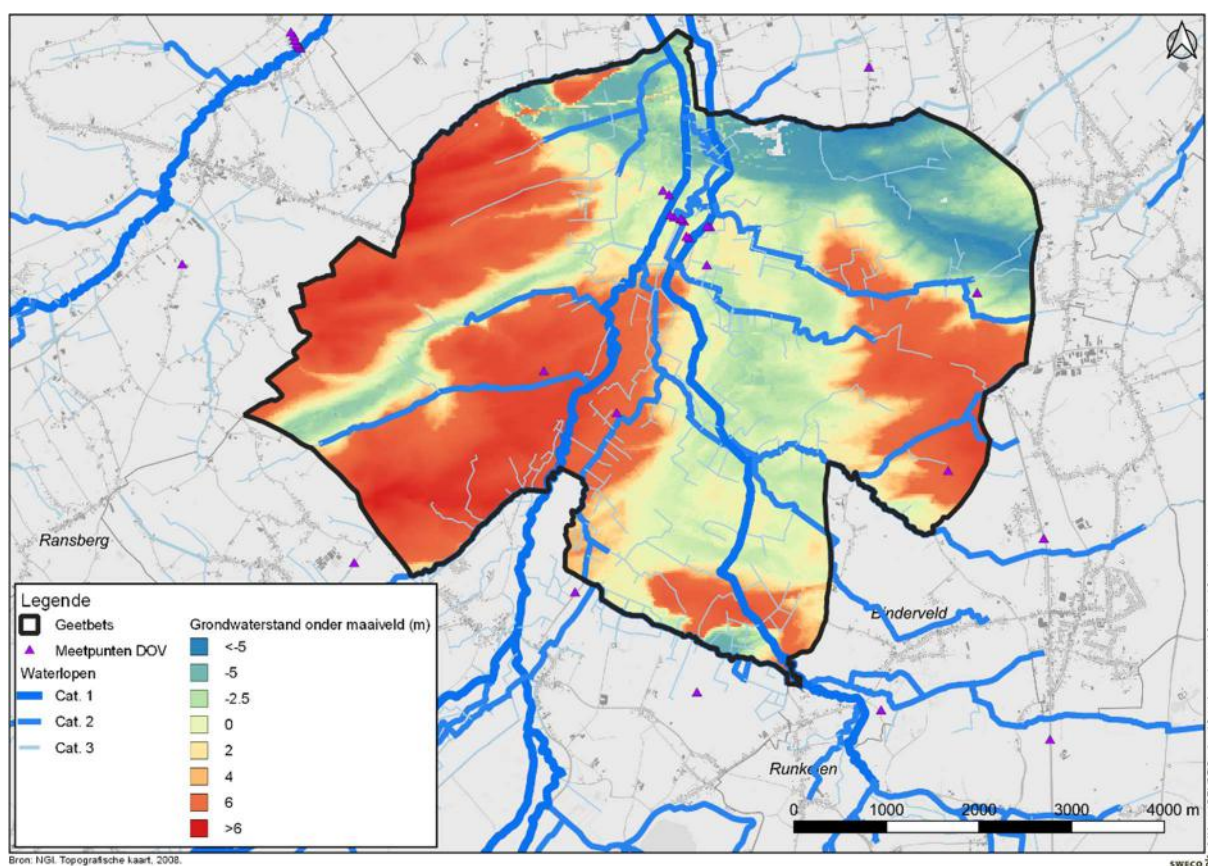 Ransberg
Binderveld
Runkelen
Legende
Geetbets
Meetpunten DOV
Waterlopen
Cat. 1
Cat. 2
Cat. 3
Grondwaterstand onder maaiveld (m)
<-5
-5
-2.5
0
2
4
6
>6
0 1000 2000 3000 4000 m
Bron: NGI. Topografische kaart, 2008.
sweco